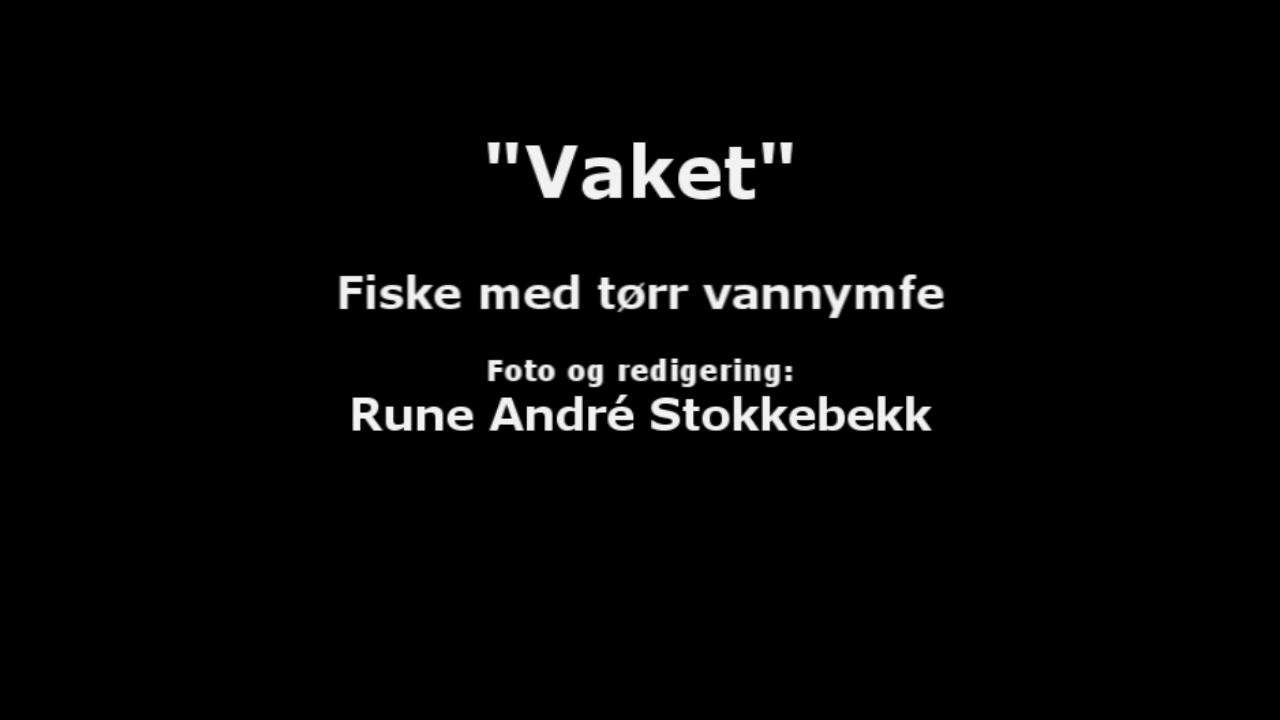 "Vaket"
Fiske med tørr vannymfe
Foto og redigering:
Rune André Stokkebekk